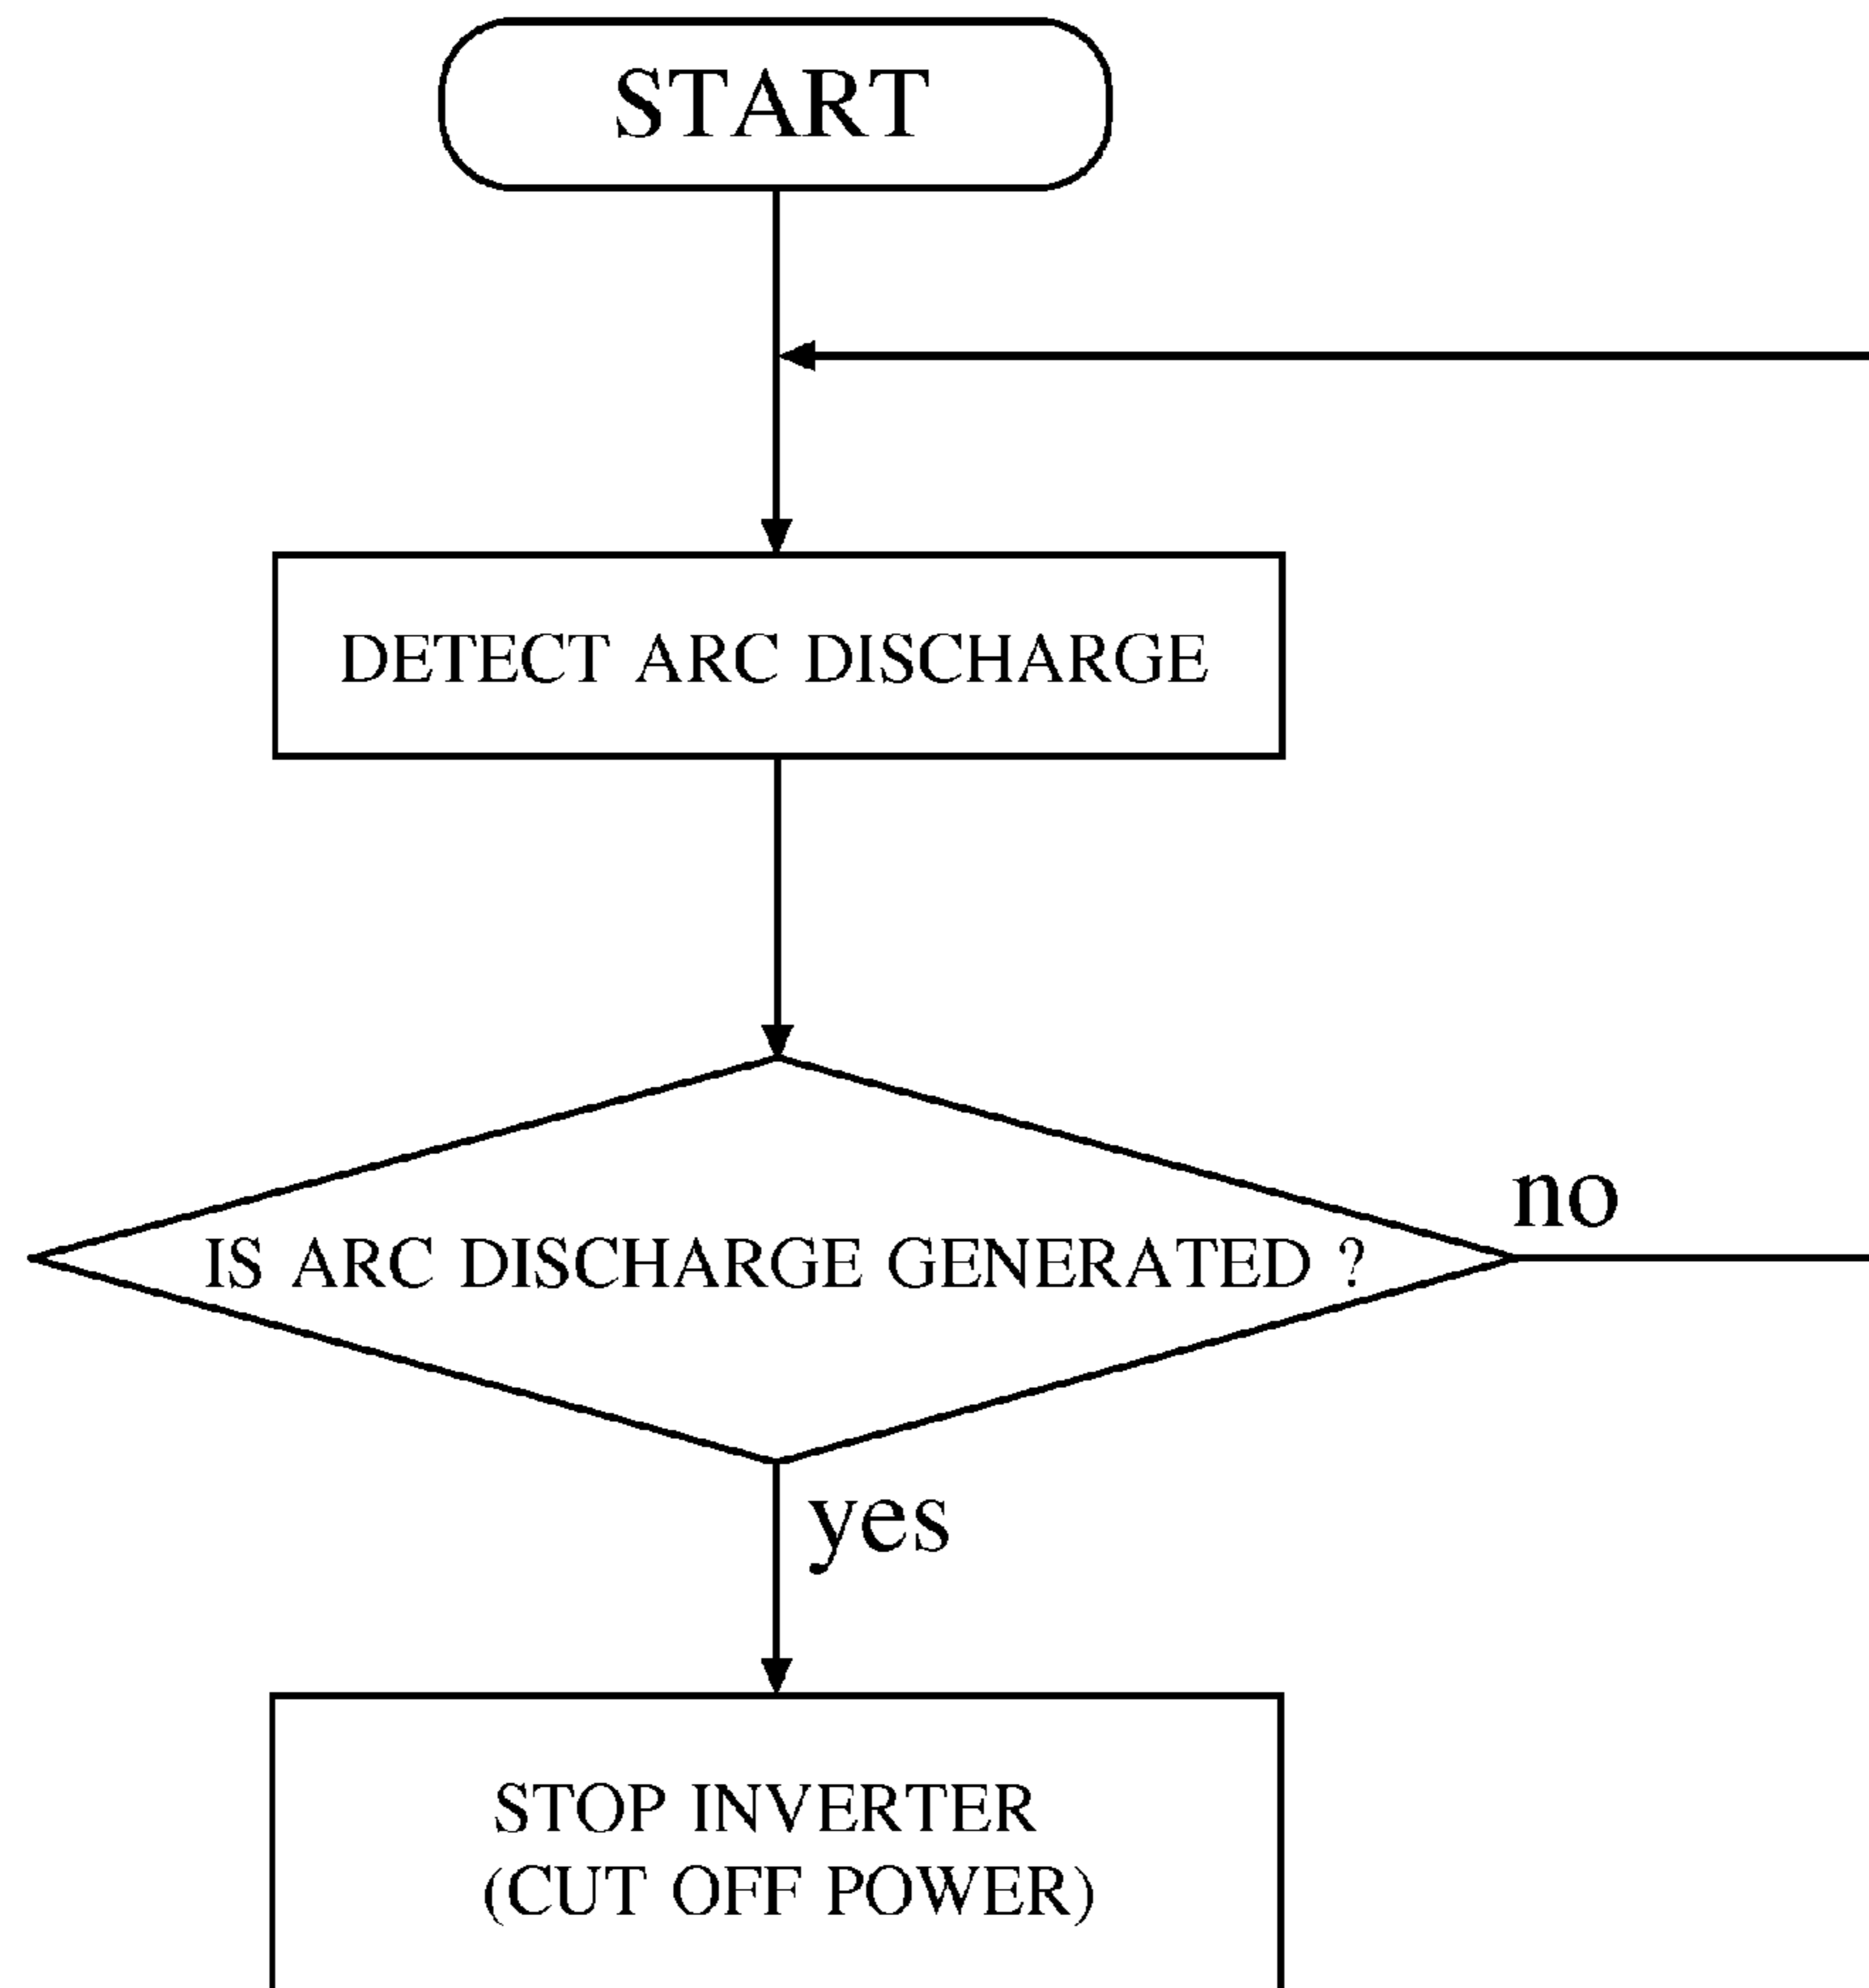 START
DETECT ARC DISCHARGE
no
IS ARC DISCHARGE GENERATED ?
yes
STOP INVERTER
(CUT OFF POWER)